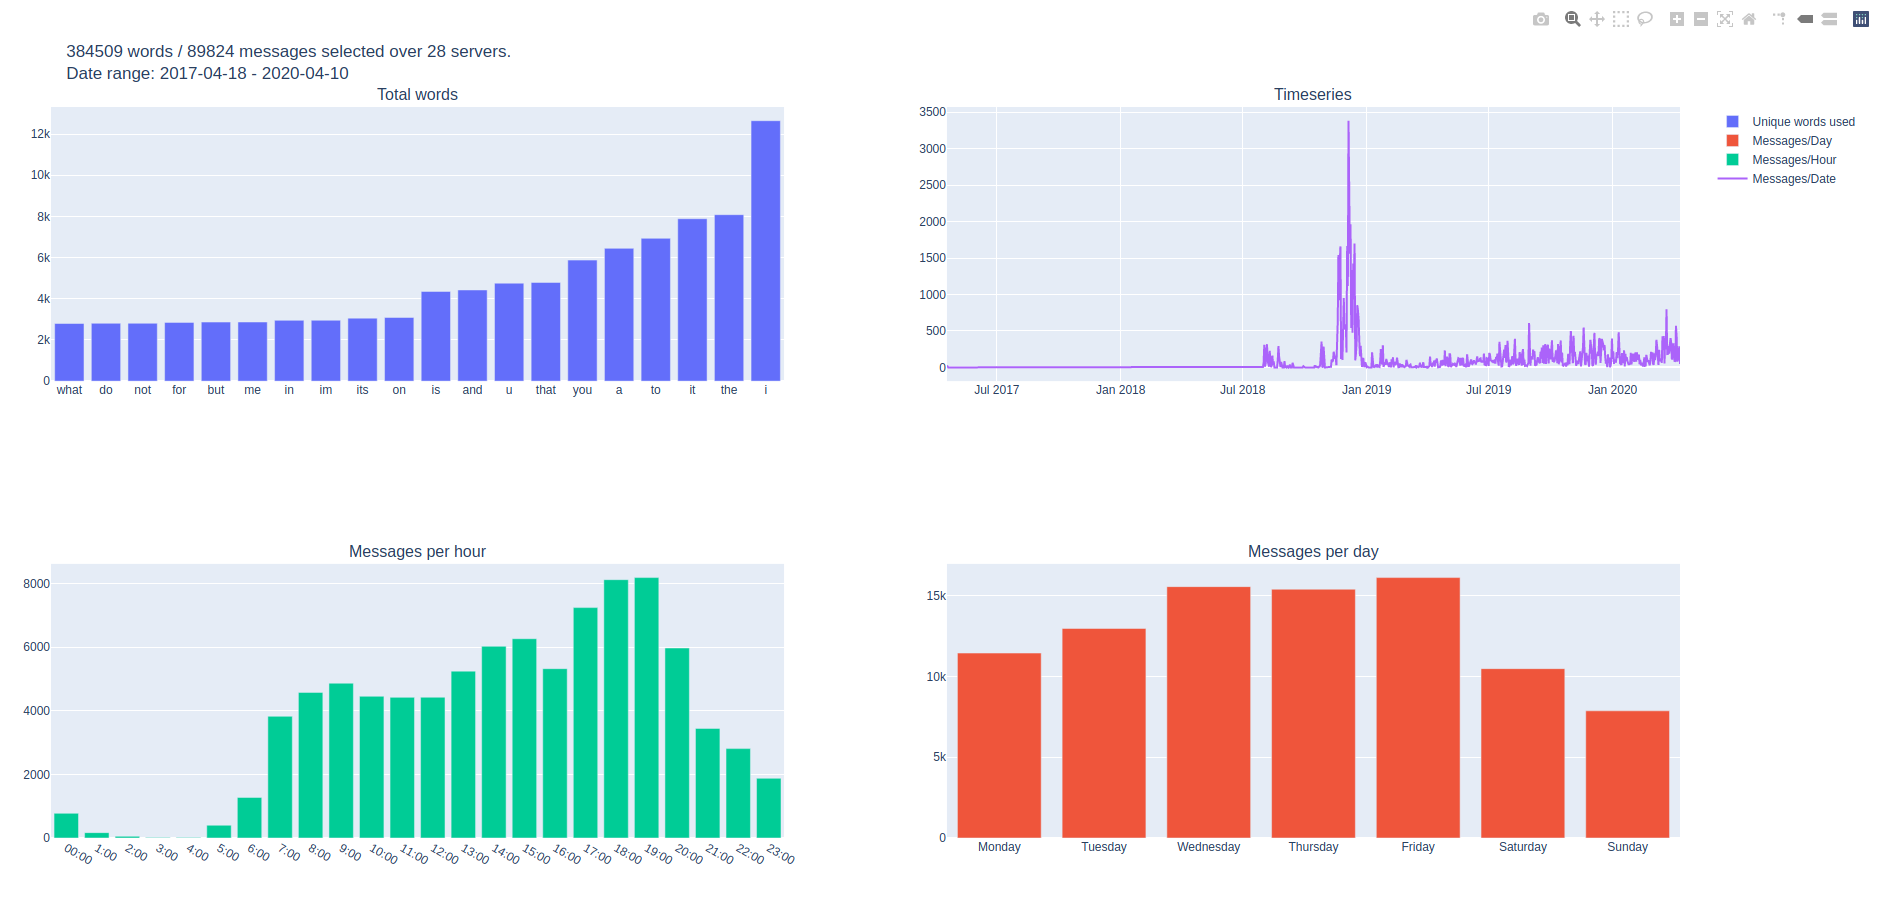 384509 words / 89824 messages selected over 28 servers.
Date range: 2017-04-18 - 2020-04-10
Total words
12k
10k
8k
6k
4k
2k
0
what do not for but me in im its on is and u that you a to it the i
Timeseries
3500
3000
2500
2000
1500
1000
500
0
Jul 2017 Jan 2018 Jul 2018 Jan 2019 Jul 2019 Jan 2020
Unique words used
Messages/Day
Messages/Hour
Messages/Date
Messages per hour
8000
6000
4000
2000
0
00:00 1:00 2:00 3:00 4:00 5:00 6:00 7:00 8:00 9:00 10:00 11:00 12:00 13:00 14:00 15:00 16:00 17:00 18:00 19:00 20:00 21:00 22:00 23:00
Messages per day
15k
10k
5k
0
Monday Tuesday Wednesday Thursday Friday Saturday Sunday